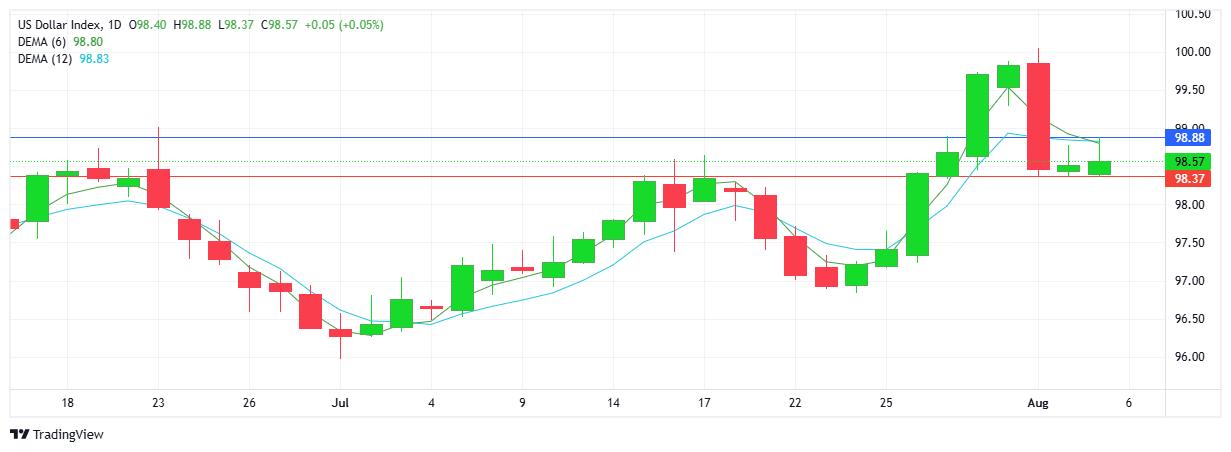 US Dollar Index, 1D O98.40 H98.88 L98.37 C98.57 +0.05 (+0.05%)
DEMA (6) 98.80
DEMA (12) 98.83
100.50
100.00
99.50
99.00
98.88
98.57
98.37
98.00
97.50
97.00
96.50
96.00
18 23 26 Jul 4 9 14 17 22 25 Aug 6
TradingView